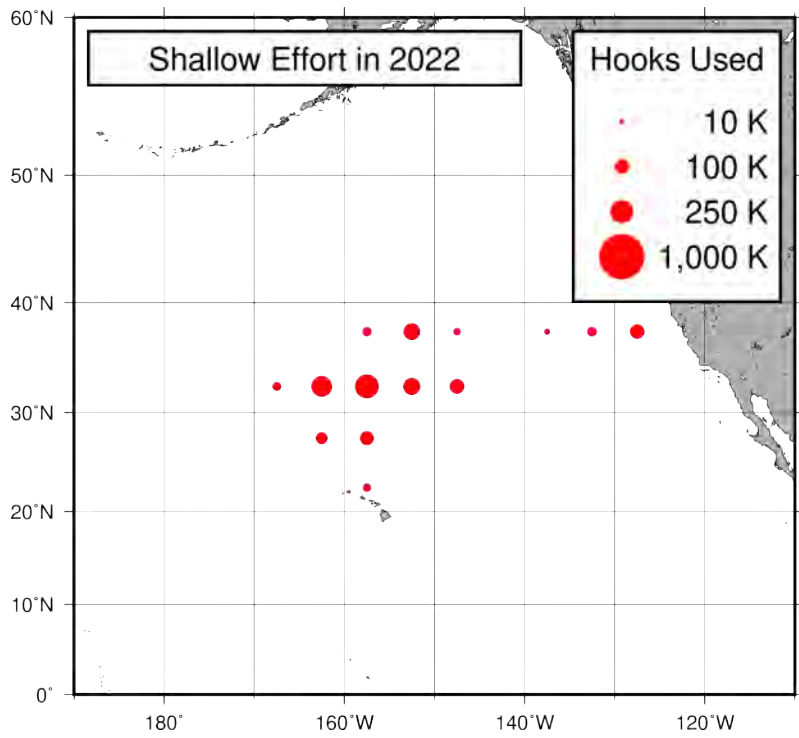 60˚N
Shallow Effort in 2022
Hooks Used
10 K
100 K
250 K
1,000 K
50˚N
40˚N
30˚N
20˚N
10˚N
0˚
180˚
160˚W
140˚W
120˚W